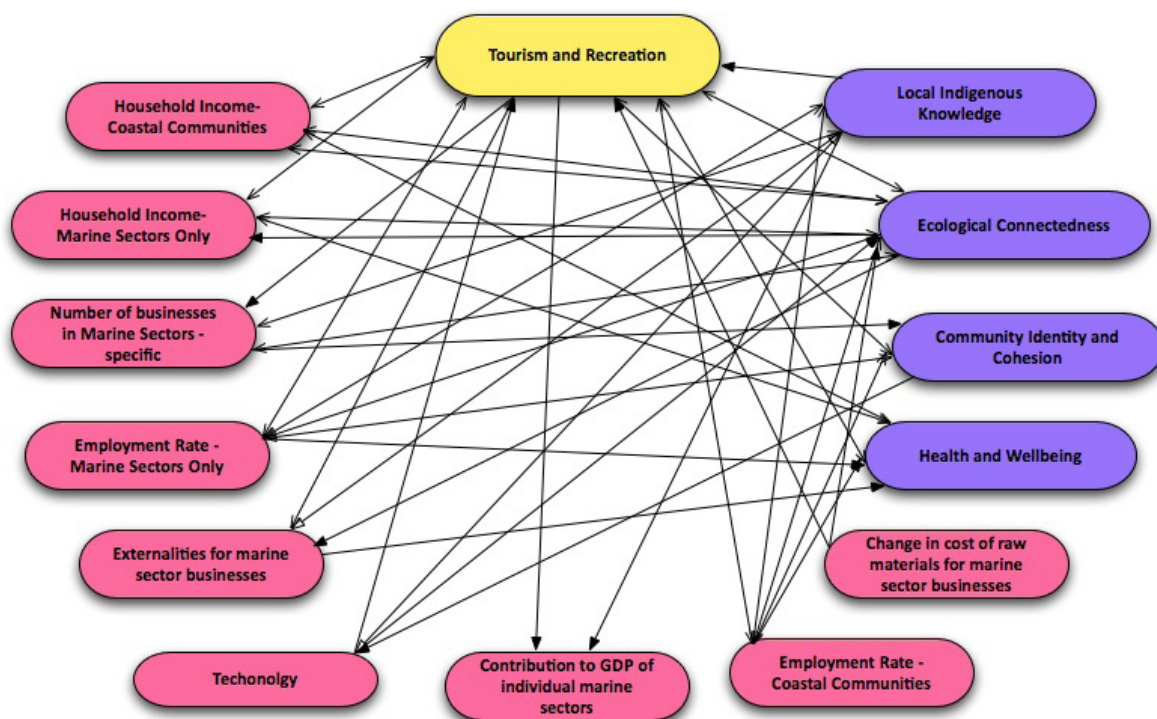 Tourism and Recreation
Household Income-
Coastal Communities
Local Indigenous
Knowledge
Household Income-
Marine Sectors Only
Ecological Connectedness
Number of businesses
in Marine Sectors -
specific
Community Identity and
Cohesion
Employment Rate -
Marine Sectors Only
Health and Wellbeing
Externalities for marine
sector businesses
Change in cost of raw
materials for marine
sector businesses
Techonolgy
Contribution to GDP of
individual marine
sectors
Employment Rate -
Coastal Communities